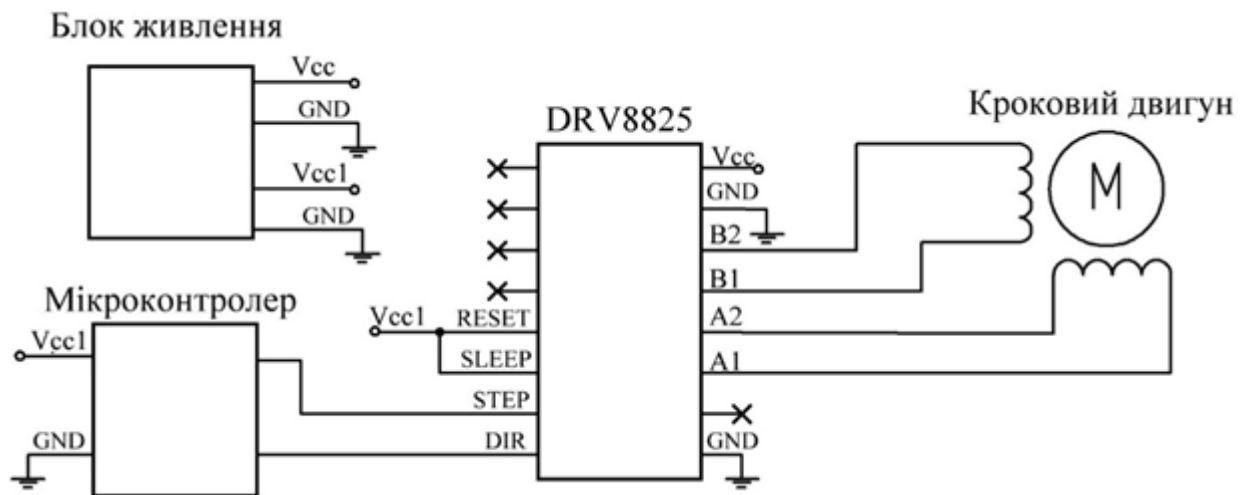 Блок живлення
Vcc
GND
Vcc1
GND
DRV8825
Vcc
GND
B2
B1
A2
A1
GND
RESET
SLEEP
STEP
DIR
Vcc1
Кроковий двигун
M
Мікроконтролер
Vcc1
GND